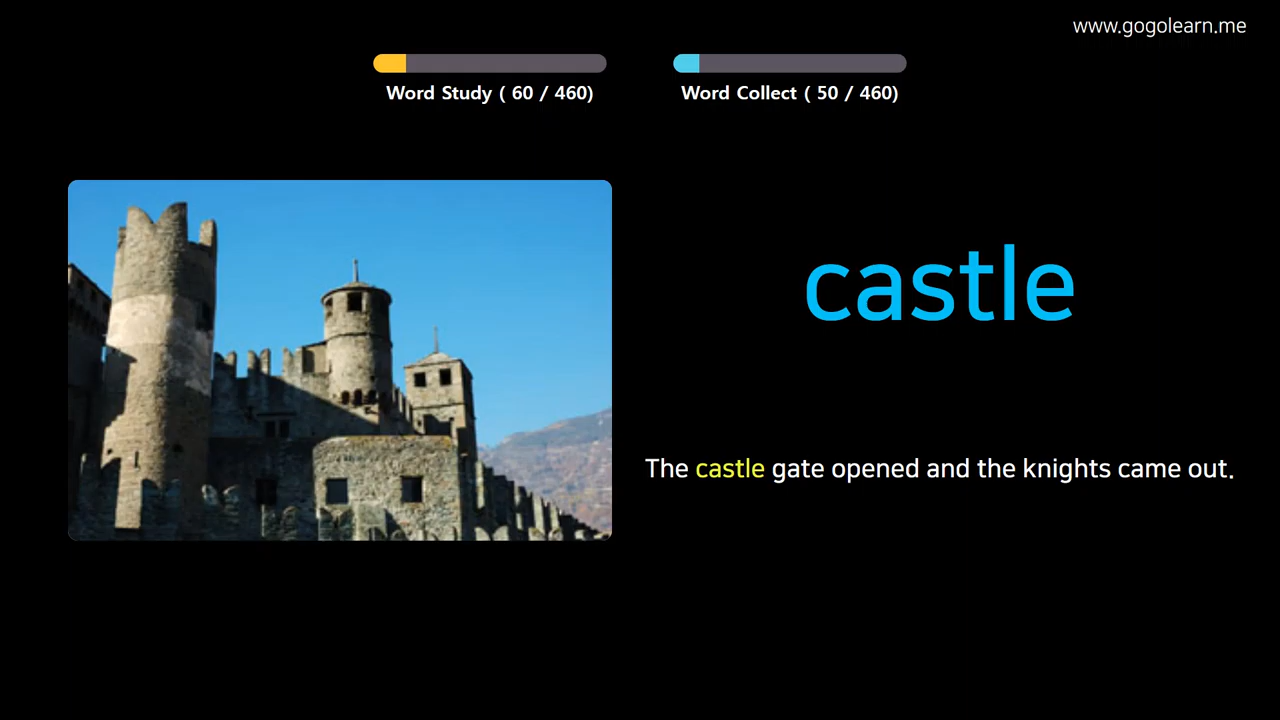 www.gogolearn.me
Word Study ( 60 / 460)
Word Collect ( 50 / 460)
castle
The castle gate opened and the knights came out.